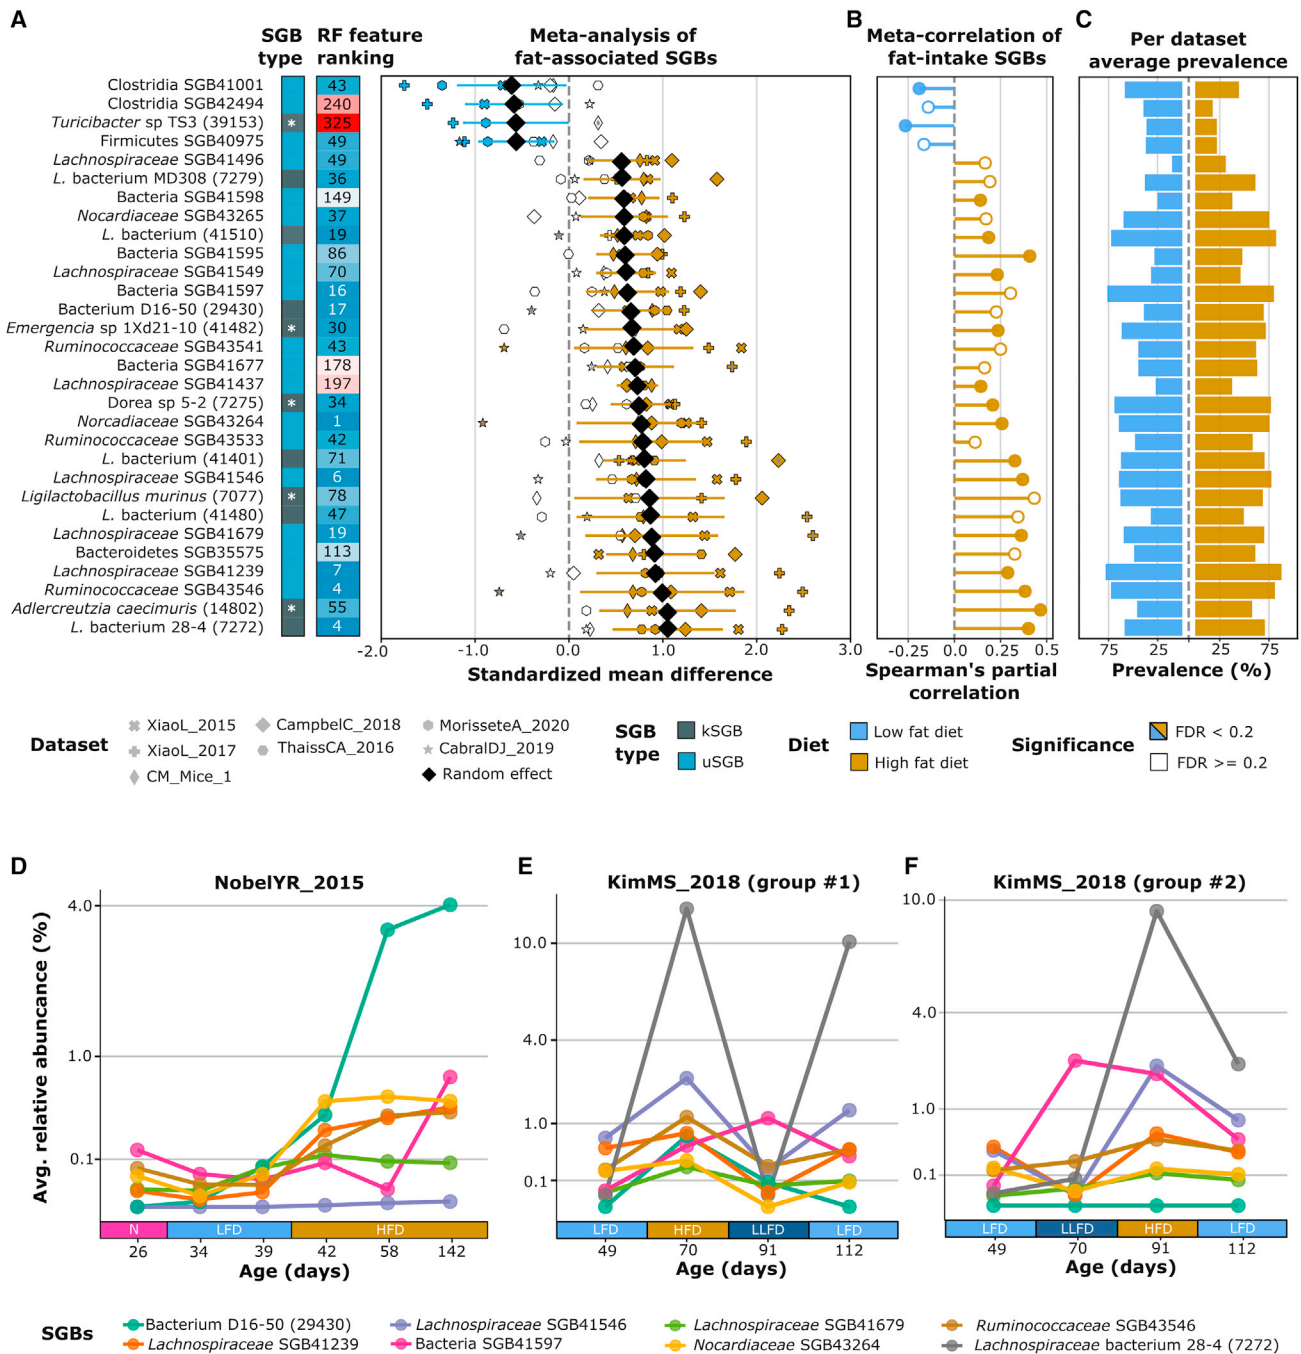 A
SGB type
RF feature ranking
Meta-analysis of fat-associated SGBs
B
Meta-correlation of fat-intake SGBs
C
Per dataset average prevalence
Clostridia SGB41001 43
Clostridia SGB42494 240
Turicibacter sp TS3 (39153) * 325
Firmicutes SGB40975 49
Lachnospiraceae SGB41496 49
L. bacterium MD308 (7279) 36
Bacteria SGB41598 149
Nocardiaceae SGB43265 37
L. bacterium (41510) 19
Bacteria SGB41595 86
Lachnospiraceae SGB41549 70
Bacteria SGB41597 16
Bacterium D16-50 (29430) 17
Emergencia sp 1Xd21-10 (41482) * 30
Ruminococcaceae SGB43541 43
Bacteria SGB41677 178
Lachnospiraceae SGB41437 197
Dorea sp 5-2 (7275) * 34
Norcardiaceae SGB43264 1
Ruminococcaceae SGB43533 42
L. bacterium (41401) 71
Lachnospiraceae SGB41546 6
Ligilactobacillus murinus (7077) * 78
L. bacterium (41480) 47
Lachnospiraceae SGB41679 19
Bacteroidetes SGB35575 113
Lachnospiraceae SGB41239 7
Ruminococcaceae SGB43546 4
Adlercreutzia caecimuris (14802) * 55
L. bacterium 28-4 (7272) 4
-2.0 -1.0 0.0 1.0 2.0 3.0
Standardized mean difference
-0.25 0.0 0.25 0.5
Spearman's partial correlation
75 25 25 75
Prevalence (%)
Dataset
XiaoL_2015
CampbelC_2018
MorisseteA_2020
XiaoL_2017
ThaissCA_2016
CabralDJ_2019
CM_Mice_1
Random effect
SGB type
kSGB
uSGB
Diet
Low fat diet
High fat diet
Significance
FDR < 0.2
FDR >= 0.2
D
NobelYR_2015
Avg. relative abuncance (%)
4.0
1.0
0.1
N LFD HFD
26 34 39 42 58 142
Age (days)
E
KimMS_2018 (group #1)
10.0
4.0
1.0
0.1
LFD HFD LLFD LFD
49 70 91 112
Age (days)
F
KimMS_2018 (group #2)
10.0
4.0
1.0
0.1
LFD LLFD HFD LFD
49 70 91 112
Age (days)
SGBs
Bacterium D16-50 (29430)
Lachnospiraceae SGB41546
Lachnospiraceae SGB41679
Ruminococcaceae SGB43546
Lachnospiraceae SGB41239
Bacteria SGB41597
Nocardiaceae SGB43264
Lachnospiraceae bacterium 28-4 (7272)